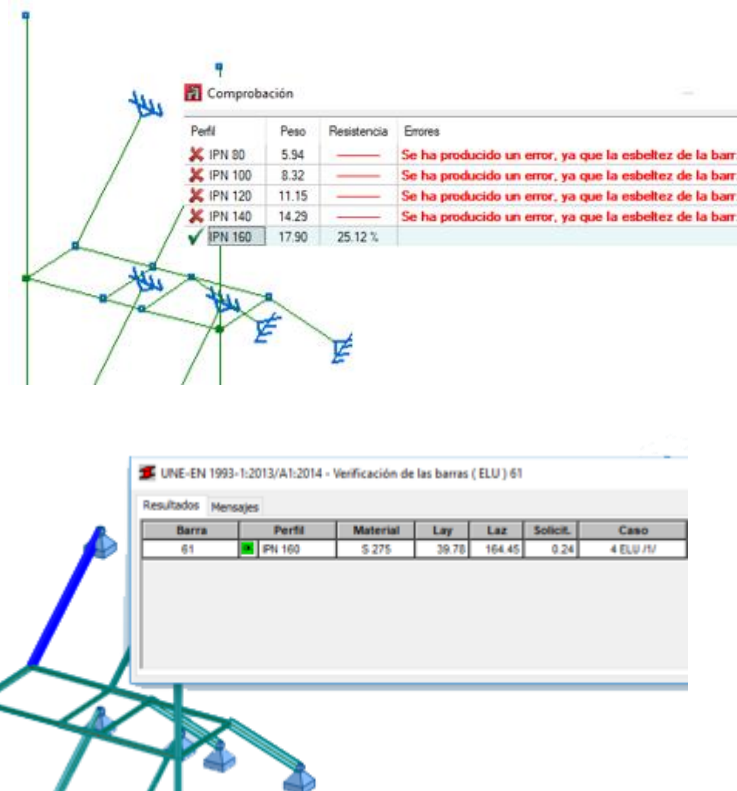 Comprobación
Perfil Peso Resistencia Errores
IPN 80 5.94 Se ha producido un error, ya que la esbeltez de la barr
IPN 100 8.32 Se ha producido un error, ya que la esbeltez de la barr
IPN 120 11.15 Se ha producido un error, ya que la esbeltez de la barr
IPN 140 14.29 Se ha producido un error, ya que la esbeltez de la barr
IPN 160 17.90 25.12 %
UNE-EN 1993-1:2013/A1:2014 - Verificación de las barras ( ELU ) 61
Resultados Mensajes
Barra Perfil Material Lay Laz Solicit. Caso
61 IPN 160 S 275 39.78 164.45 0.24 4 ELU /1/